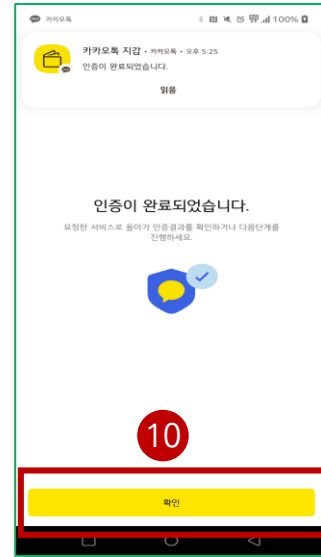 카카오톡
100%
카카오톡 지갑 • 카카오톡 • 오후 5:25
인증이 완료되었습니다.
읽음
인증이 완료되었습니다.
요청한 서비스로 돌아가 인증결과를 확인하거나 다음단계를
진행하세요.
10
확인